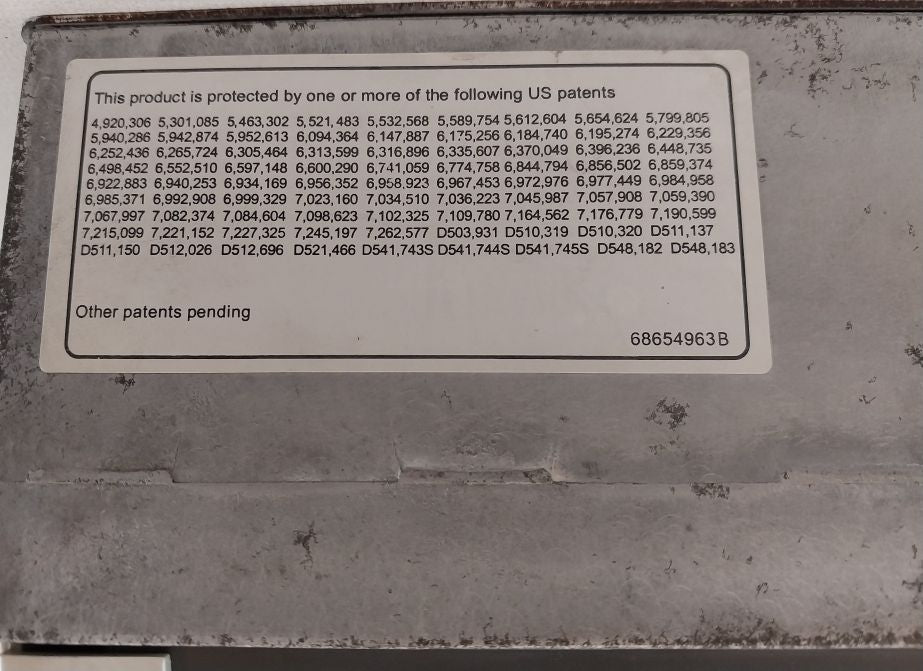 This product is protected by one or more of the following US patents
4,920,306 5,301,085 5,463,302 5,521,483 5,532,568 5,589,754 5,612,604 5,654,624 5,799,805
5,940,286 5,942,874 5,952,613 6,094,364 6,147,887 6,175,256 6,184,740 6,195,274 6,229,356
6,252,436 6,265,724 6,305,464 6,313,599 6,316,896 6,335,607 6,370,049 6,396,236 6,448,735
6,498,452 6,552,510 6,597,148 6,600,290 6,741,059 6,774,758 6,844,794 6,856,502 6,859,374
6,922,883 6,940,253 6,934,169 6,956,352 6,958,923 6,967,453 6,972,976 6,977,449 6,984,958
6,985,371 6,992,908 6,999,329 7,023,160 7,034,510 7,036,223 7,045,987 7,057,908 7,059,390
7,067,997 7,082,374 7,084,604 7,098,623 7,102,325 7,109,780 7,164,562 7,176,779 7,190,599
7,215,099 7,221,152 7,227,325 7,245,197 7,262,577 D503,931 D510,319 D510,320 D511,137
D511,150 D512,026 D512,696 D521,466 D541,743S D541,744S D541,745S D548,182 D548,183
Other patents pending
68654963B